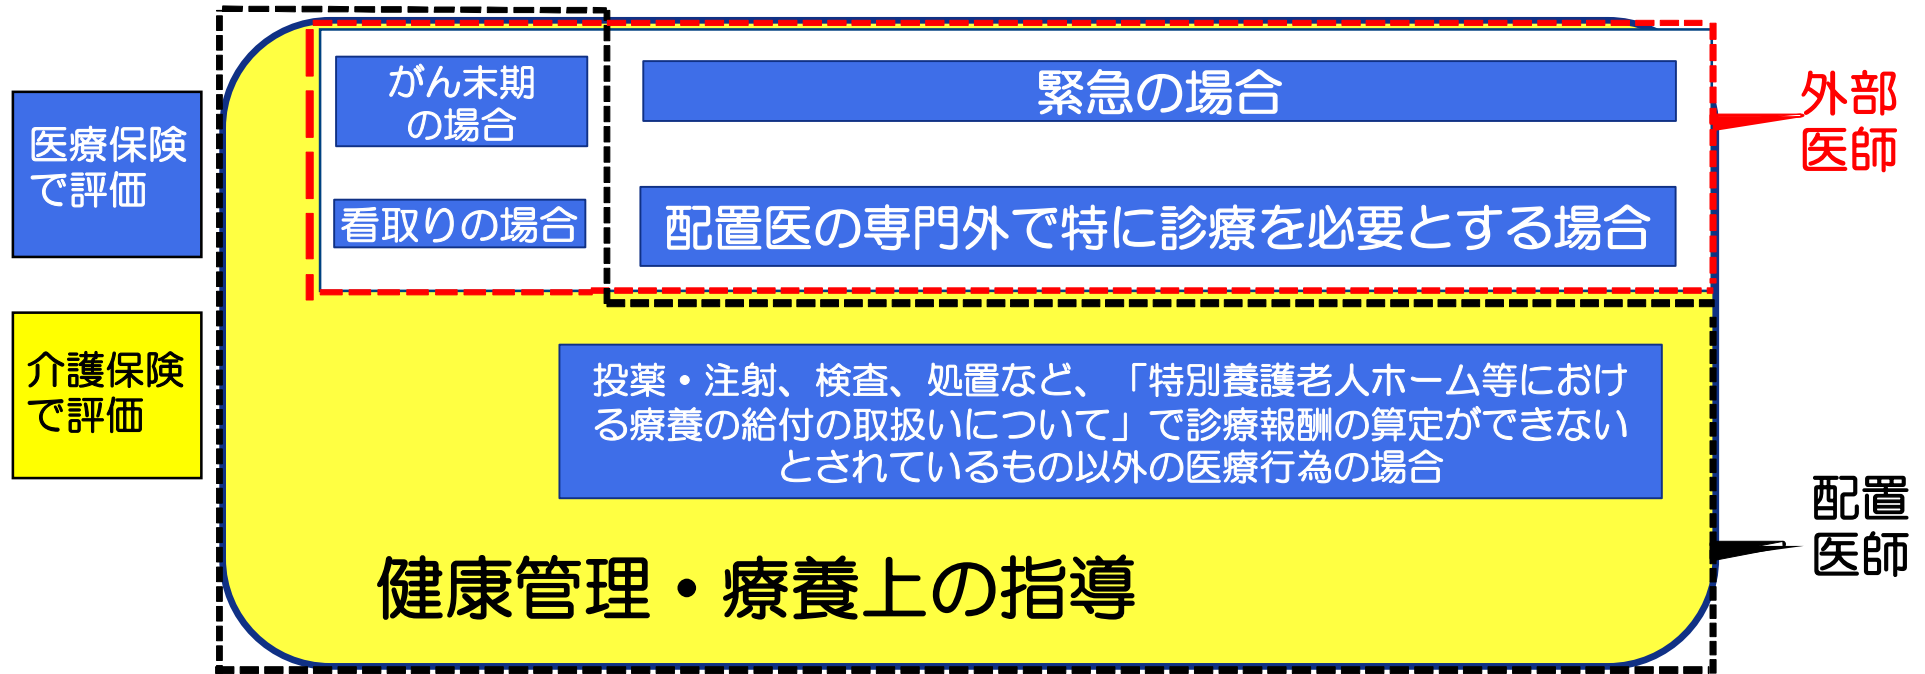 医療保険
で評価
介護保険
で評価
がん末期
の場合
看取りの場合
緊急の場合
配置医の専門外で特に診療を必要とする場合
投薬・注射、検査、処置など、「特別養護老人ホーム等におけ
る療養の給付の取扱いについて」で診療報酬の算定ができない
とされているもの以外の医療行為の場合
健康管理・療養上の指導
外部
医師
配置
医師